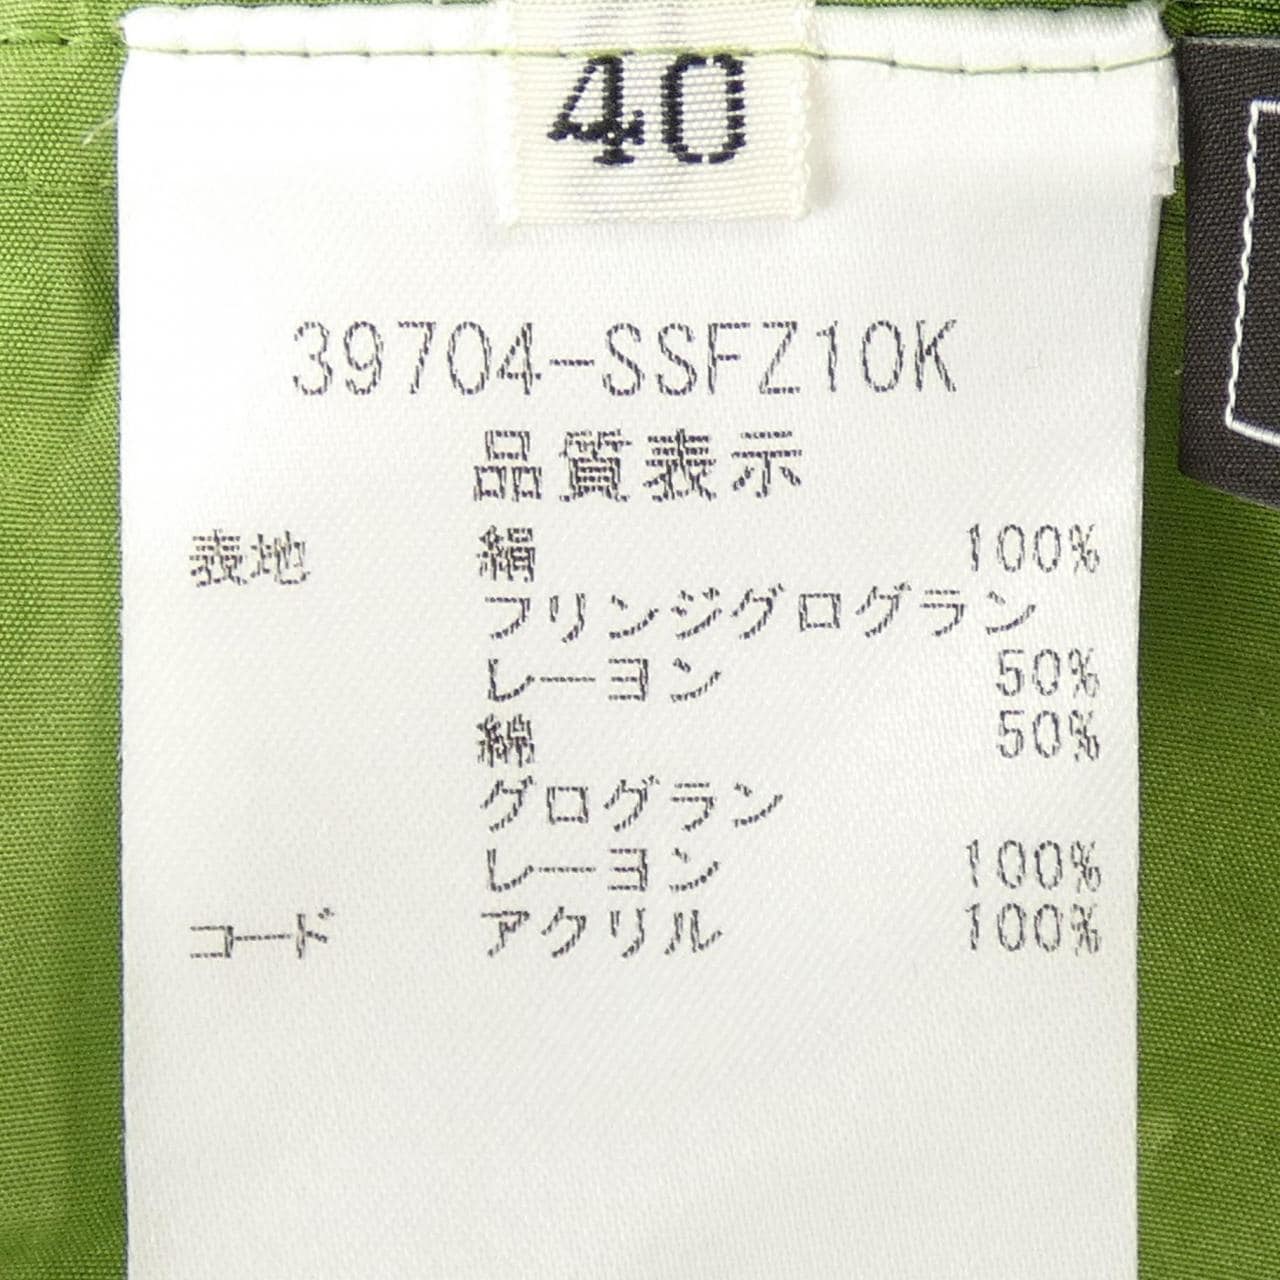 40
39704-SSFZ10K
品質表示
表地 絹 100%
フリンジグログラン
レーヨン 50%
綿 50%
グログラン
レーヨン 100%
コード アクリル 100%